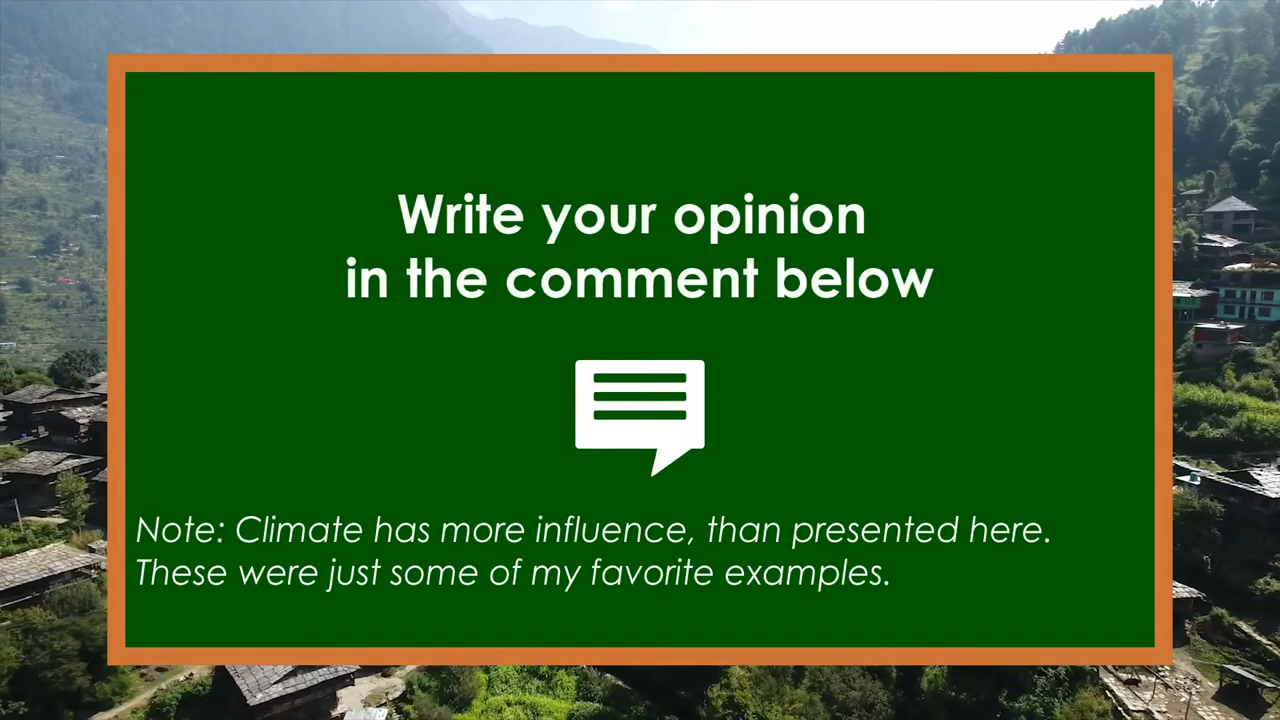 Write your opinion
in the comment below
Note: Climate has more influence, than presented here.
These were just some of my favorite examples.